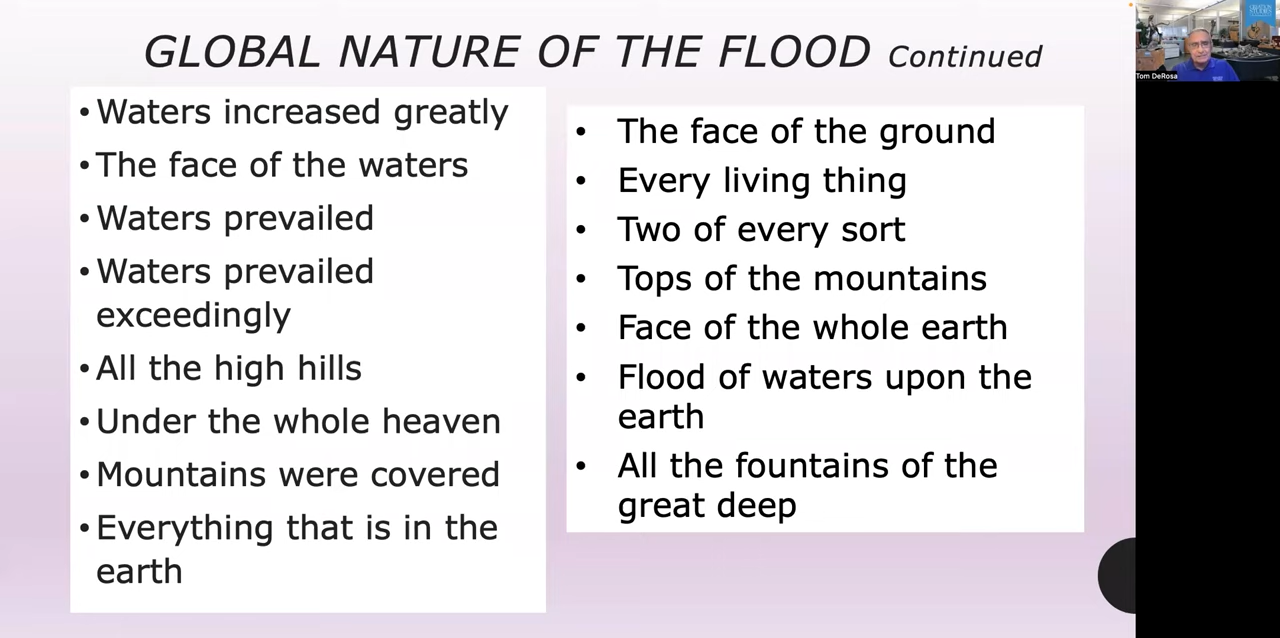 GLOBAL NATURE OF THE FLOOD Continued
• Waters increased greatly
• The face of the waters
• Waters prevailed
• Waters prevailed
exceedingly
• All the high hills
• Under the whole heaven
• Mountains were covered
• Everything that is in the
earth
• The face of the ground
• Every living thing
• Two of every sort
• Tops of the mountains
• Face of the whole earth
• Flood of waters upon the
earth
• All the fountains of the
great deep
CREATION
STUDIES
Tom DeRosa